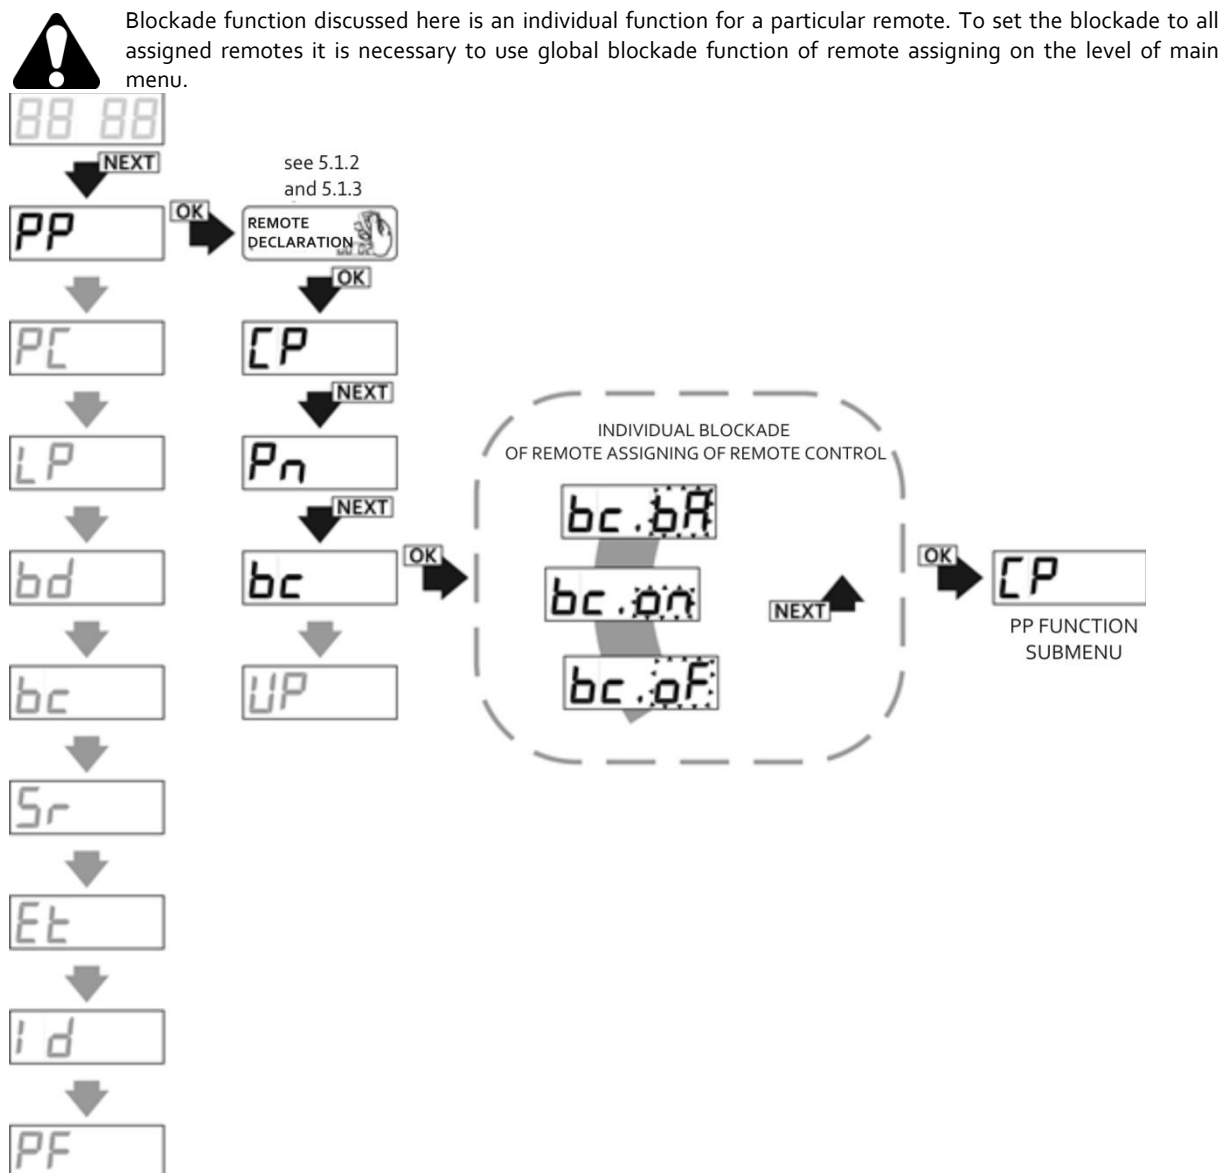 Blockade function discussed here is an individual function for a particular remote. To set the blockade to all
assigned remotes it is necessary to use global blockade function of remote assigning on the level of main
menu.
88 88
NEXT
see 5.1.2
and 5.1.3
PP
OK
REMOTE
DECLARATION
OK
PC
CP
NEXT
INDIVIDUAL BLOCKADE
OF REMOTE ASSIGNING OF REMOTE CONTROL
LP
Pn
bc.bA
NEXT
bd
bc
OK
bc.on
NEXT
OK
CP
PP FUNCTION
SUBMENU
bc
UP
bc.oF
Sr
Et
Id
PF